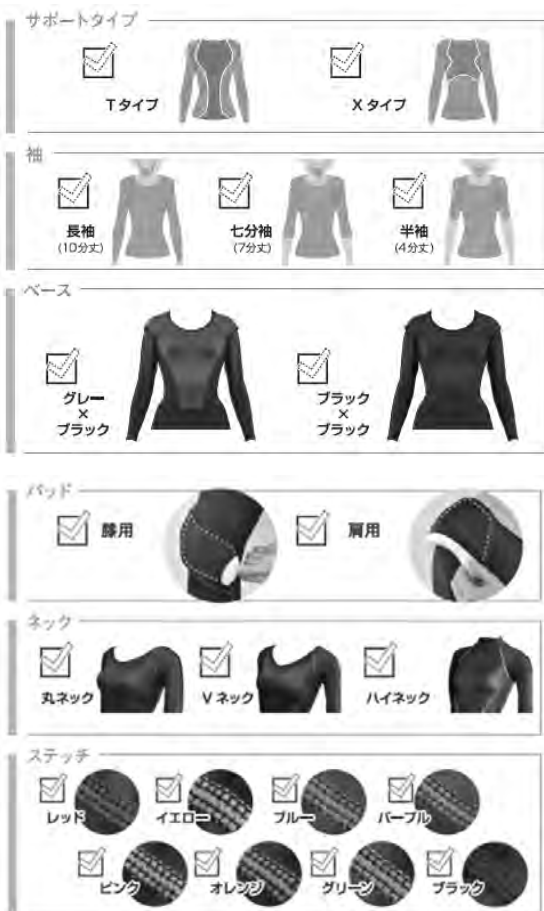 サポートタイプ
Tタイプ
Xタイプ
袖
長袖
(10分丈)
七分袖
(7分丈)
半袖
(4分丈)
ベース
グレー
×
ブラック
ブラック
×
ブラック
パッド
膝用
肩用
ネック
丸ネック
Vネック
ハイネック
ステッチ
レッド
イエロー
ブルー
パープル
ピンク
オレンジ
グリーン
ブラック